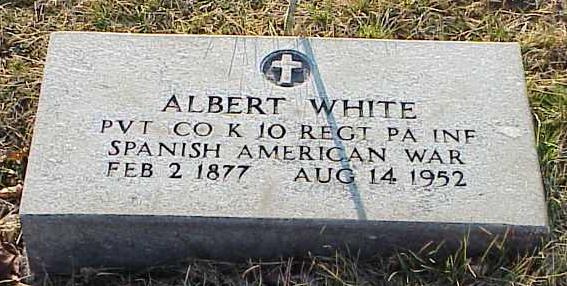 ALBERT WHITE
PVT CO K 10 REGT PA INF
SPANISH AMERICAN WAR
FEB 2 1877 AUG 14 1952